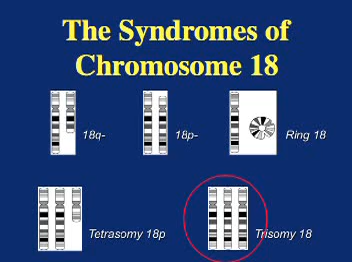 The Syndromes of
Chromosome 18
18q-
18p-
Ring 18
Tetrasomy 18p
Trisomy 18